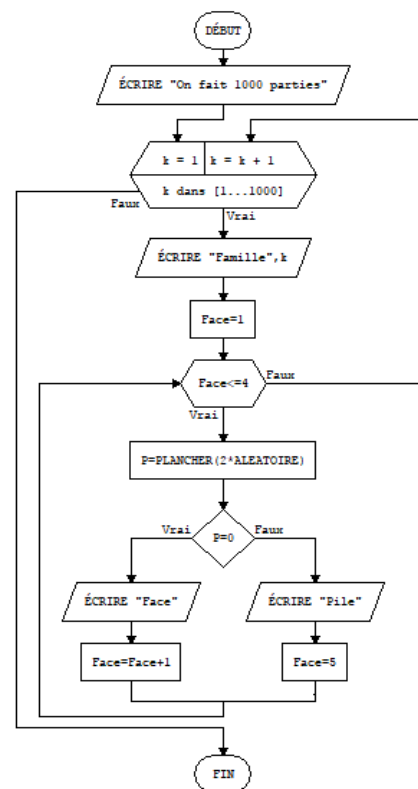 DÉBUT
ÉCRIRE "On fait 1000 parties"
k = 1 k = k + 1
k dans [1...1000]
Faux
Vrai
ÉCRIRE "Famille",k
Face=1
Face<=4
Faux
Vrai
P=PLANCHER(2*ALEATOIRE)
Vrai
P=0
Faux
ÉCRIRE "Face"
ÉCRIRE "Pile"
Face=Face+1
Face=5
FIN